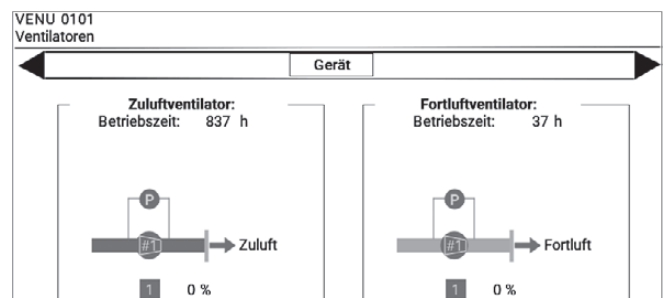 VENU 0101
Ventilatoren
Gerät
Zuluftventilator:
Betriebszeit: 837 h
P
#1
Zuluft
1 0 %
Fortluftventilator:
Betriebszeit: 37 h
P
#1
Fortluft
1 0 %